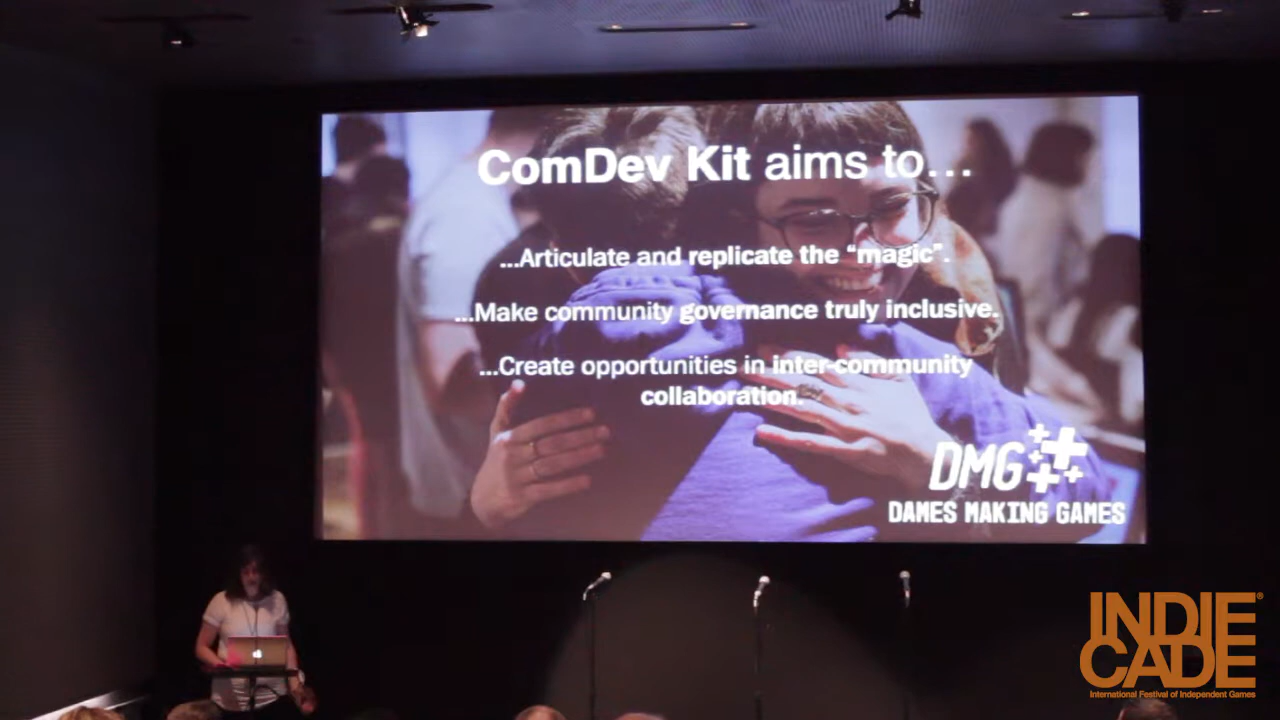 ComDev Kit aims to…
...Articulate and replicate the “magic”.
...Make community governance truly inclusive.
...Create opportunities in inter-community
collaboration.
DMG
DAMES MAKING GAMES
INDIE
CADE®
International Festival of Independent Games